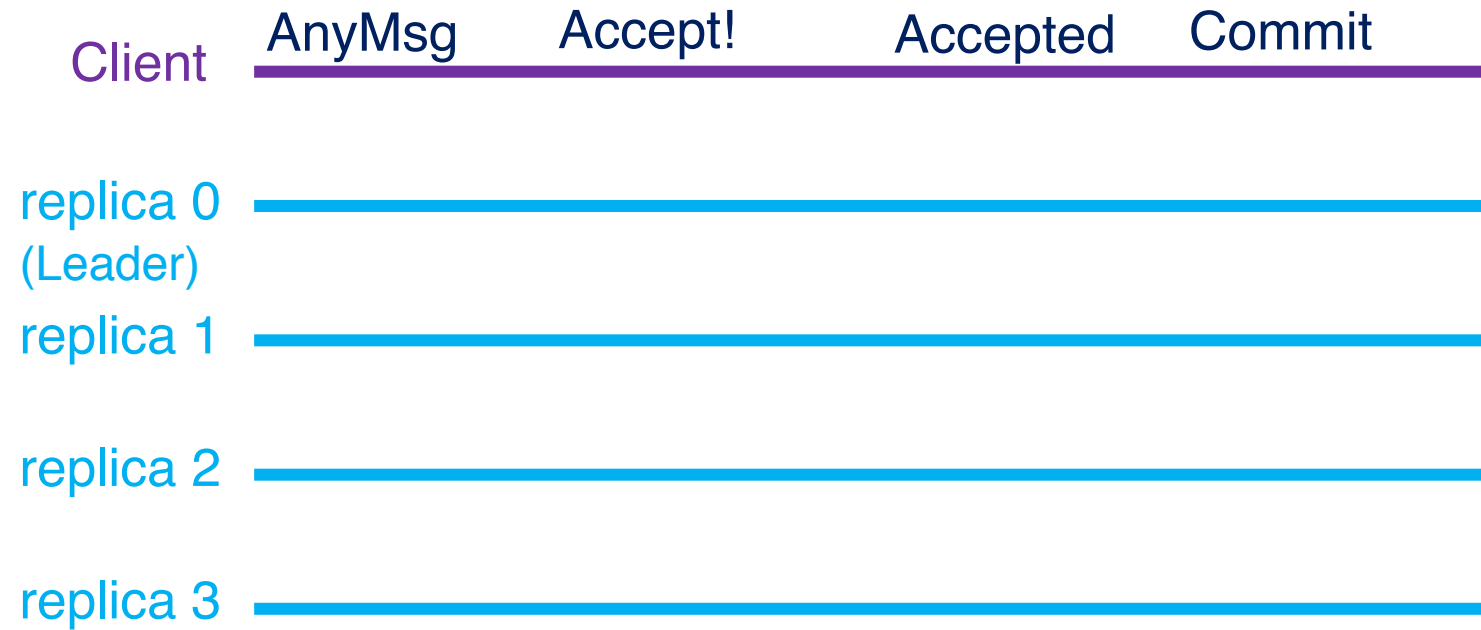 AnyMsg Accept! Accepted Commit
Client
replica 0
(Leader)
replica 1
replica 2
replica 3